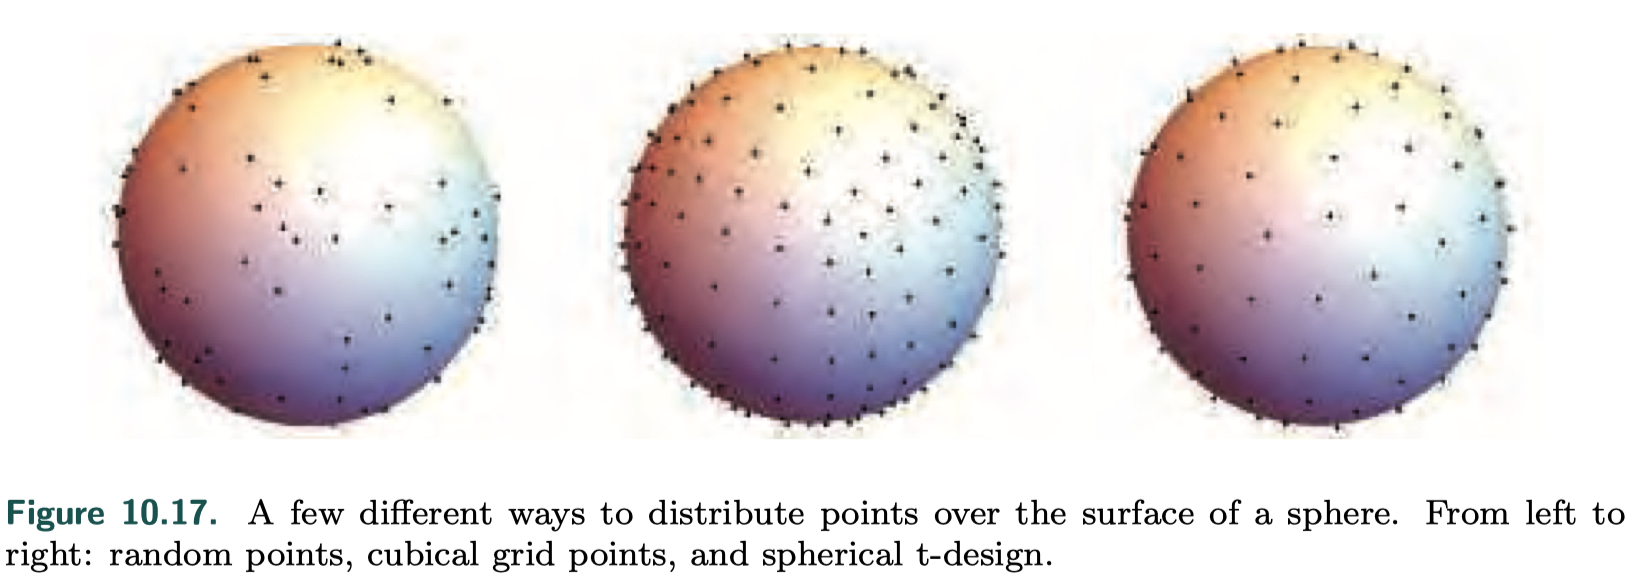 Figure 10.17. A few different ways to distribute points over the surface of a sphere. From left to
right: random points, cubical grid points, and spherical t-design.